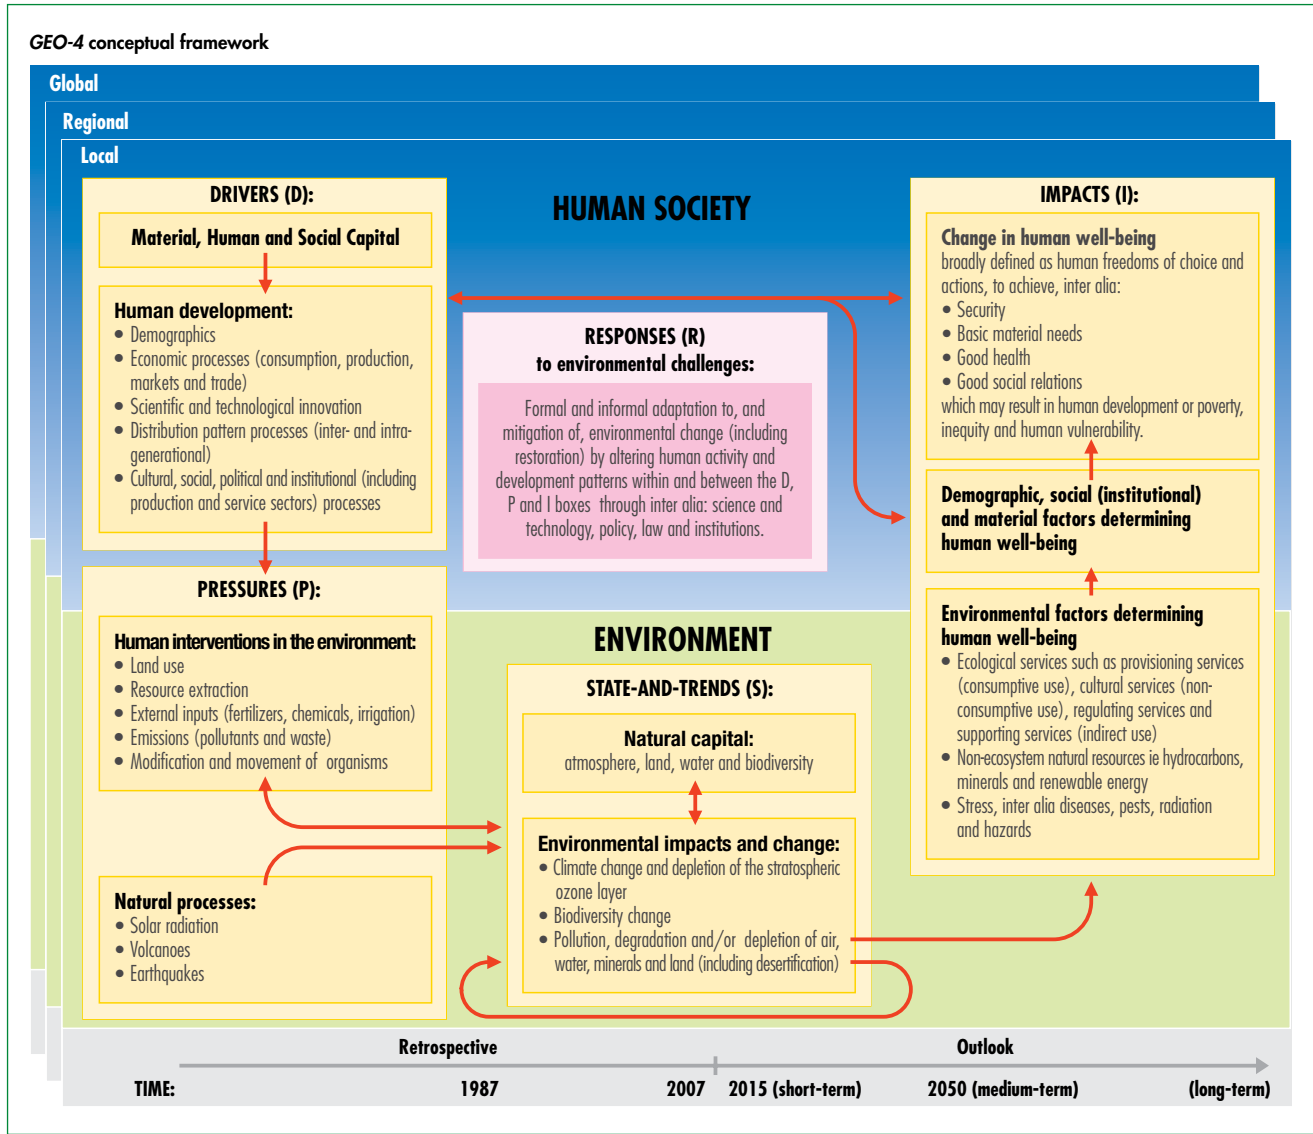 GEO-4 conceptual framework
Global
Regional
Local
HUMAN SOCIETY
DRIVERS (D):
Material, Human and Social Capital
Human development:
• Demographics
• Economic processes (consumption, production,
markets and trade)
• Scientific and technological innovation
• Distribution pattern processes (inter- and intra-
generational)
• Cultural, social, political and institutional (including
production and service sectors) processes
PRESSURES (P):
Human interventions in the environment:
• Land use
• Resource extraction
• External inputs (fertilizers, chemicals, irrigation)
• Emissions (pollutants and waste)
• Modification and movement of organisms
Natural processes:
• Solar radiation
• Volcanoes
• Earthquakes
RESPONSES (R)
to environmental challenges:
Formal and informal adaptation to, and
mitigation of, environmental change (including
restoration) by altering human activity and
development patterns within and between the D,
P and I boxes through inter alia: science and
technology, policy, law and institutions.
ENVIRONMENT
STATE-AND-TRENDS (S):
Natural capital:
atmosphere, land, water and biodiversity
Environmental impacts and change:
• Climate change and depletion of the stratospheric
ozone layer
• Biodiversity change
• Pollution, degradation and/or depletion of air,
water, minerals and land (including desertification)
IMPACTS (I):
Change in human well-being
broadly defined as human freedoms of choice and
actions, to achieve, inter alia:
• Security
• Basic material needs
• Good health
• Good social relations
which may result in human development or poverty,
inequity and human vulnerability.
Demographic, social (institutional)
and material factors determining
human well-being
Environmental factors determining
human well-being
• Ecological services such as provisioning services
(consumptive use), cultural services (non-
consumptive use), regulating services and
supporting services (indirect use)
• Non-ecosystem natural resources ie hydrocarbons,
minerals and renewable energy
• Stress, inter alia diseases, pests, radiation
and hazards
Retrospective
Outlook
TIME:
1987
2007
2015 (short-term)
2050 (medium-term)
(long-term)